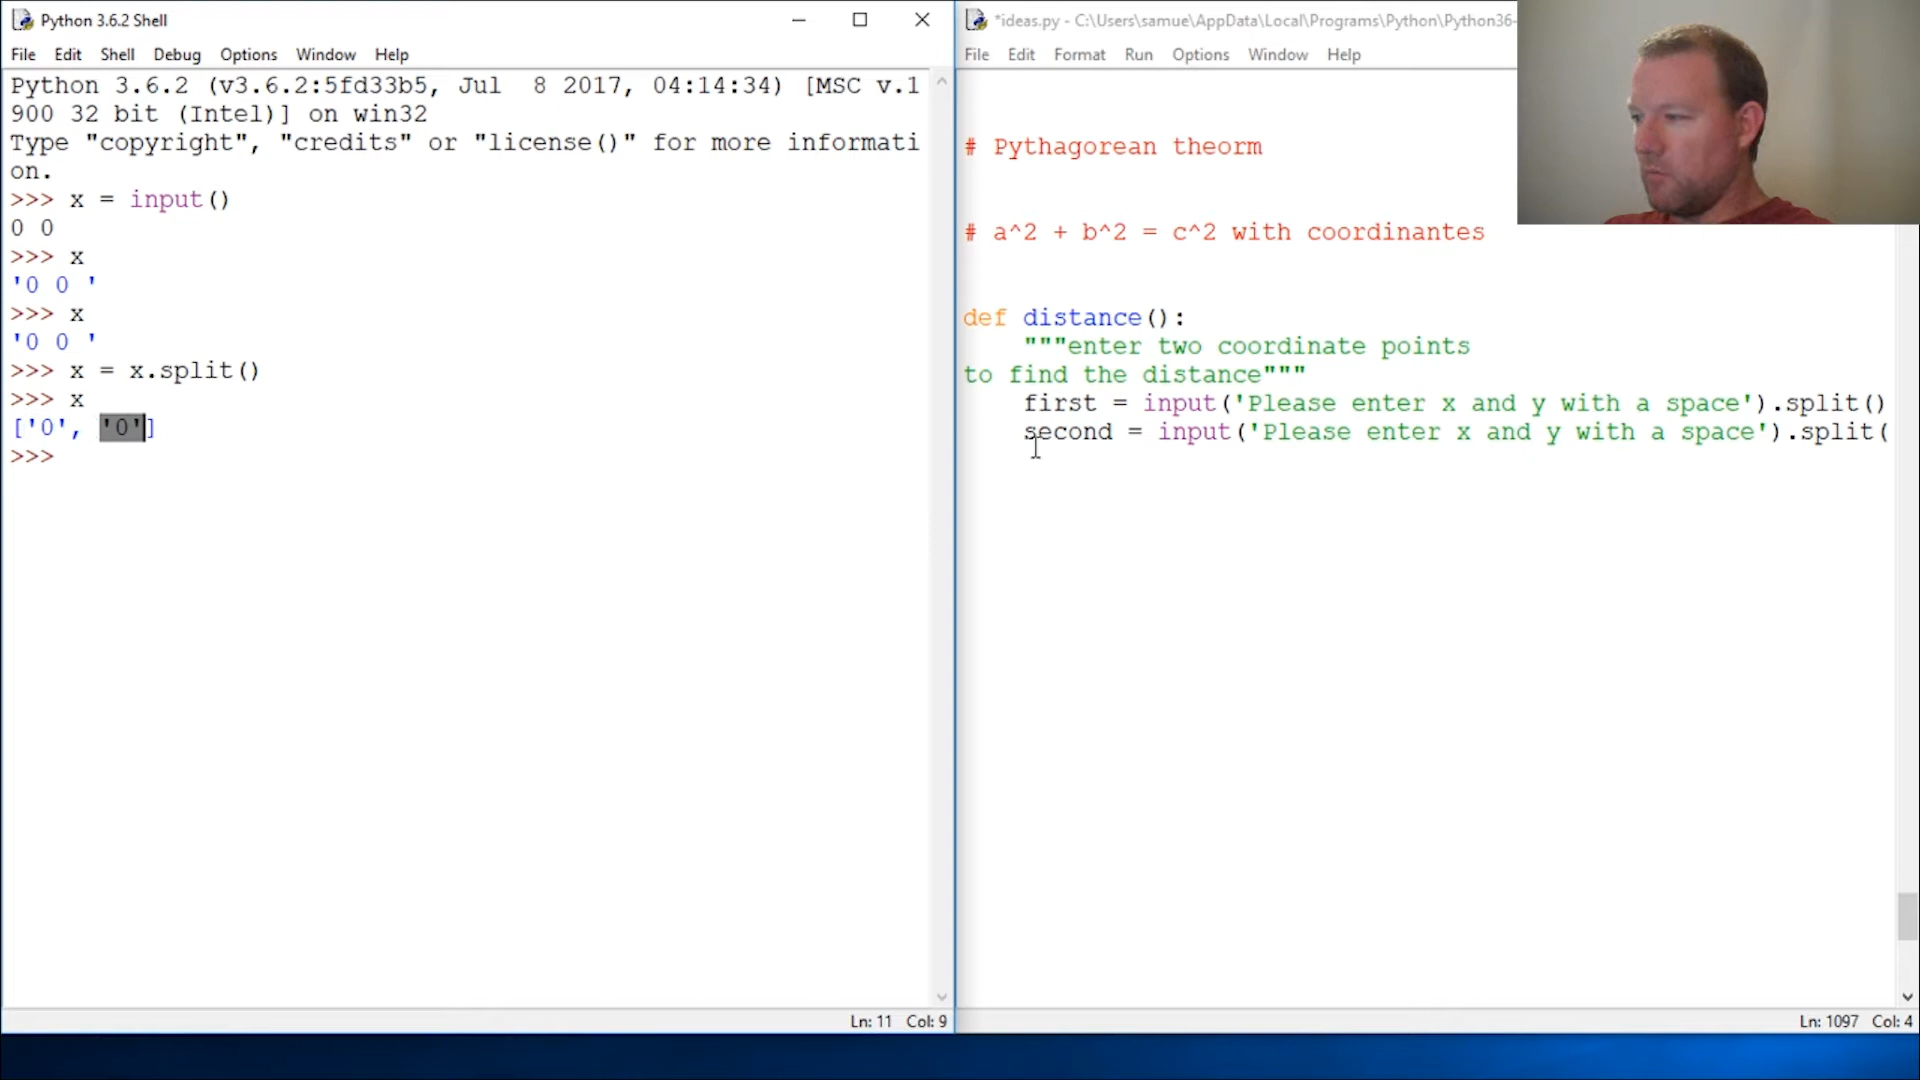 Python 3.6.2 Shell
File Edit Shell Debug Options Window Help
Python 3.6.2 (v3.6.2:5fd33b5, Jul  8 2017, 04:14:34) [MSC v.1
900 32 bit (Intel)] on win32
Type "copyright", "credits" or "license()" for more informati
on.
>>> x = input()
0 0
>>> x
'0 0 '
>>> x
'0 0 '
>>> x = x.split()
>>> x
['0', '0']
>>>
Ln: 11 Col: 9
*ideas.py - C:\Users\samue\AppData\Local\Programs\Python\Python36-
File Edit Format Run Options Window Help
# Pythagorean theorm
# a^2 + b^2 = c^2 with coordinantes
def distance():
    """enter two coordinate points
to find the distance"""
    first = input('Please enter x and y with a space').split()
    second = input('Please enter x and y with a space').split(
Ln: 1097 Col: 4